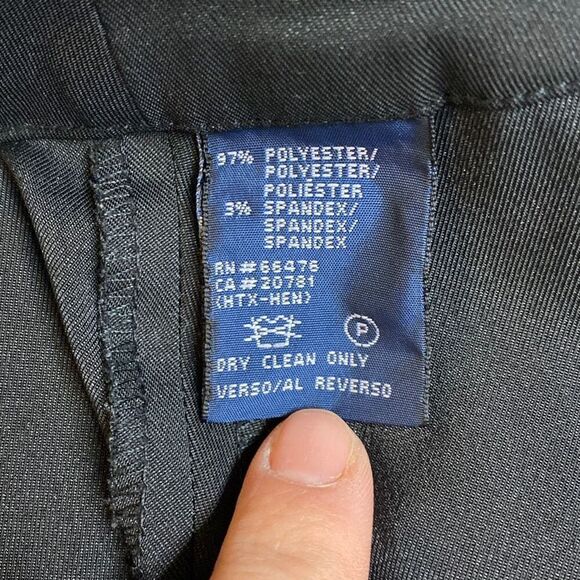 97% POLYESTER/
POLYESTER/
POLIÉSTER
3% SPANDEX/
SPANDEX/
SPANDEX
RN#66476
CA#20781
(HTX-HEN)
P
DRY CLEAN ONLY
VERSO/AL REVERSO